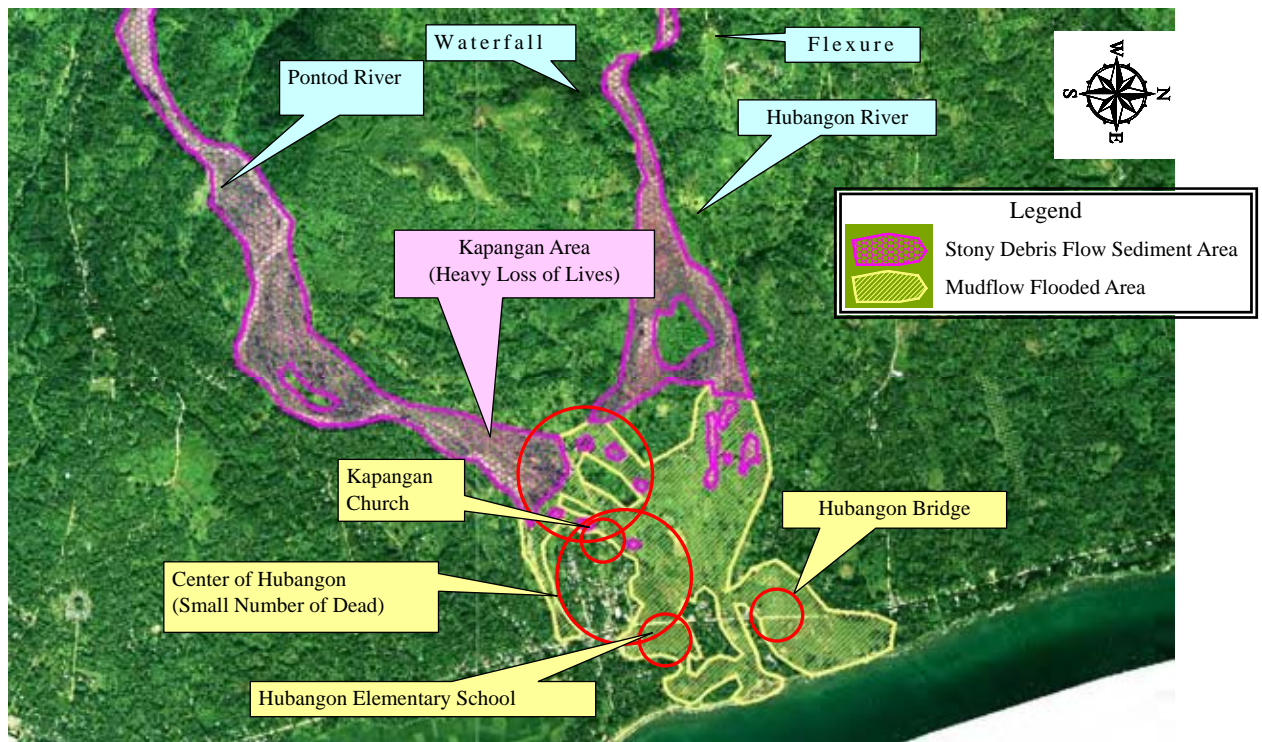 Waterfall
Flexure
Pontod River
Hubangon River
W
S
N
E
Legend
Stony Debris Flow Sediment Area
Mudflow Flooded Area
Kapangan Area
(Heavy Loss of Lives)
Kapangan
Church
Hubangon Bridge
Center of Hubangon
(Small Number of Dead)
Hubangon Elementary School